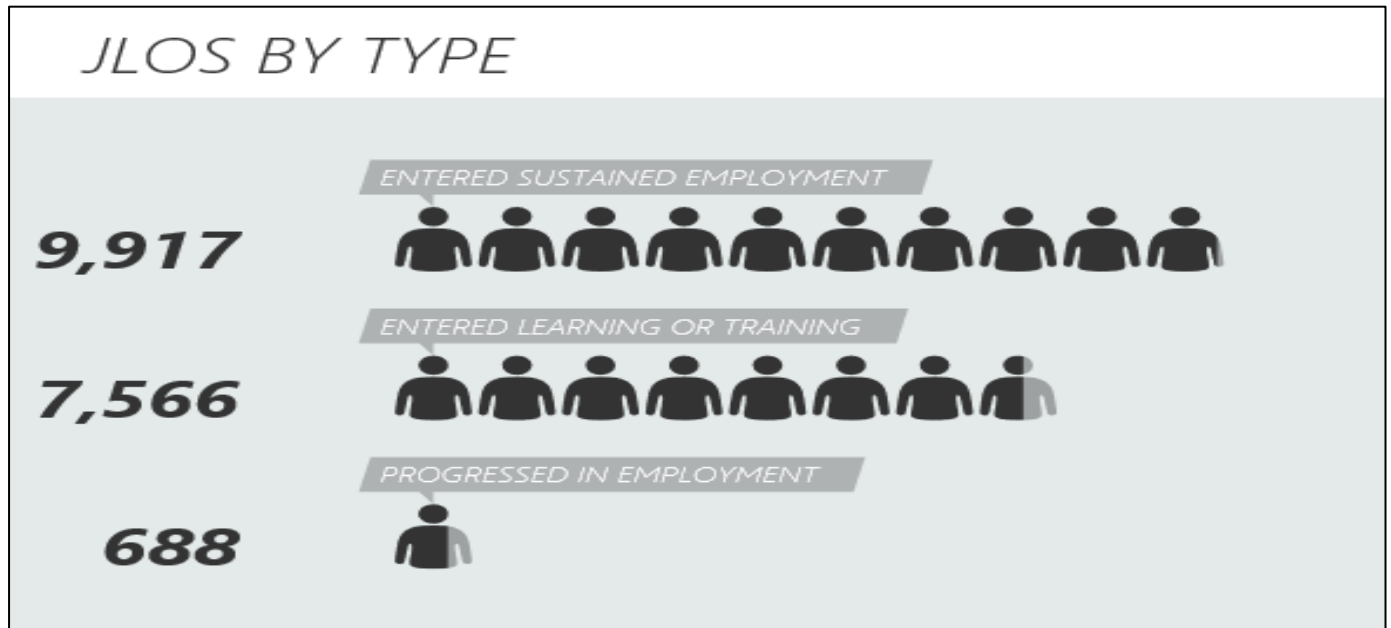 JLOS BY TYPE
ENTERED SUSTAINED EMPLOYMENT
9,917
ENTERED LEARNING OR TRAINING
7,566
PROGRESSED IN EMPLOYMENT
688